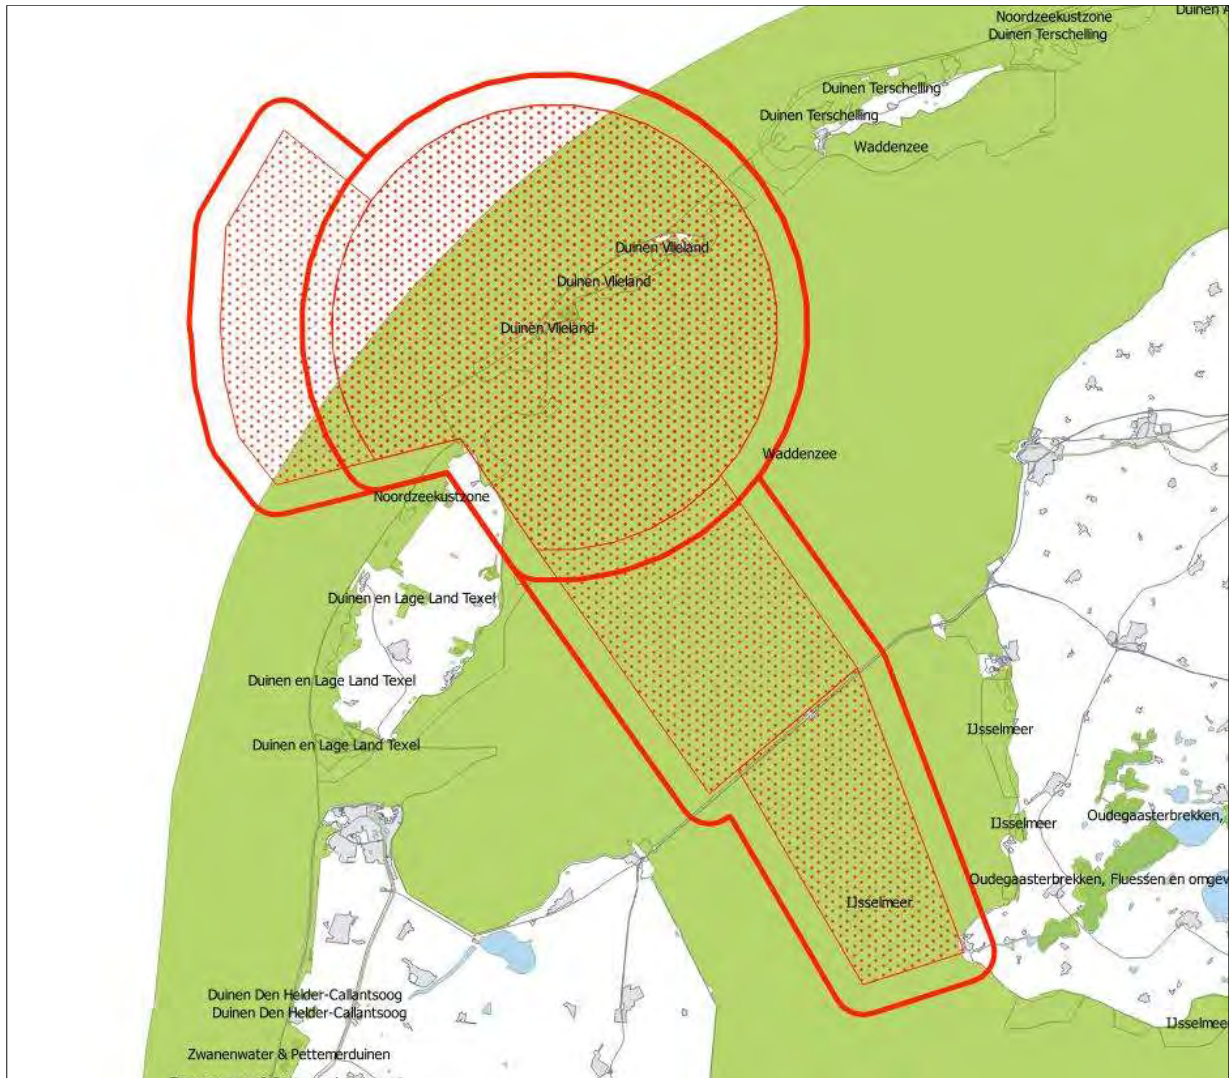 Duinen
Noordzeekustzone
Duinen Terschelling
Duinen Terschelling
Duinen Terschelling
Waddenzee
Duinen Vlieland
Duinen Vlieland
Duinen Vlieland
Waddenzee
Noordzeekustzone
Duinen en Lage Land Texel
Duinen en Lage Land Texel
IJsselmeer
Duinen en Lage Land Texel
Oudegaasterbrekken,
IJsselmeer
Oudegaasterbrekken, Fluessen en omgev
IJsselmeer
Duinen Den Helder-Callantsoog
Duinen Den Helder-Callantsoog
IJsselmee
Zwanenwater & Pettemerduinen